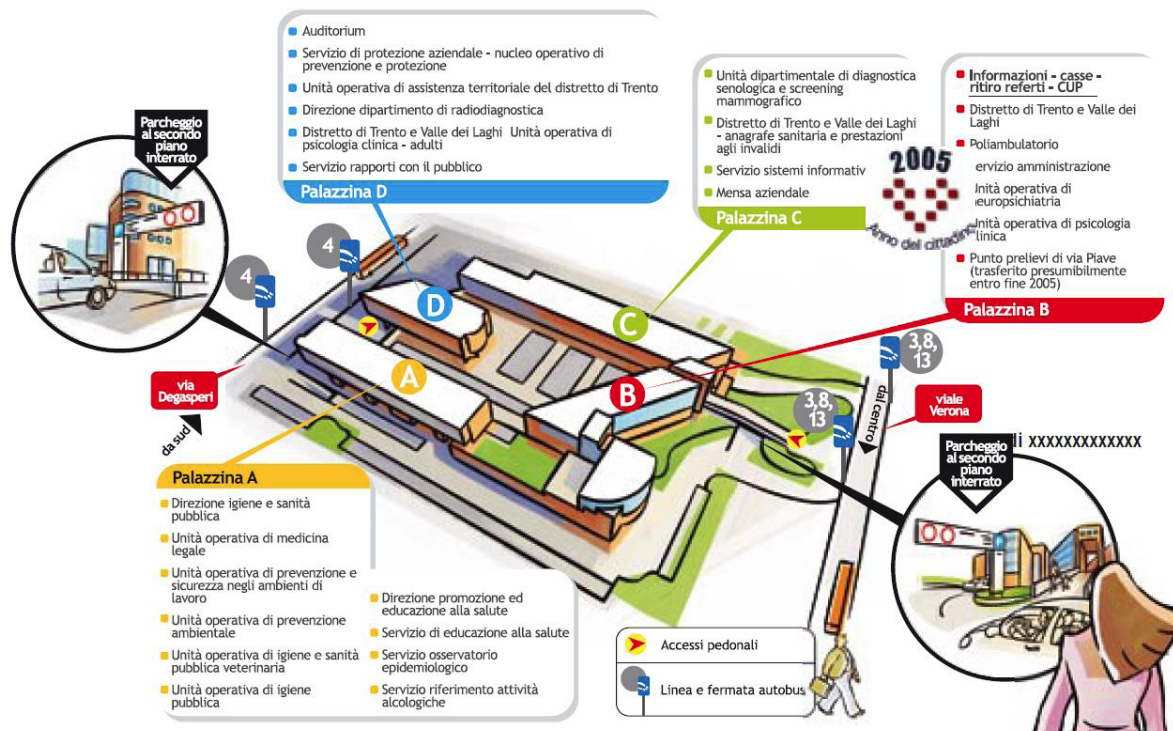 Auditorium
Servizio di protezione aziendale - nucleo operativo di
prevenzione e protezione
Unità operativa di assistenza territoriale del distretto di Trento
Direzione dipartimento di radiodiagnostica
Distretto di Trento e Valle dei Laghi Unità operativa di
psicologia clinica - adulti
Servizio rapporti con il pubblico
Palazzina D
Unità dipartimentale di diagnostica
senologica e screening
mammografico
Distretto di Trento e Valle dei Laghi
- anagrafe sanitaria e prestazioni
agli invalidi
Servizio sistemi informativ
Mensa aziendale
Palazzina C
Informazioni - casse -
ritiro referti - CUP
Distretto di Trento e Valle dei
Laghi
Poliambulatorio
ervizio amministrazione
nità operativa di
europsichiatria
nità operativa di psicologia
linica
Punto prelievi di via Piave
(trasferito presumibilmente
entro fine 2005)
Palazzina B
2005
Anno del cittadino
Parcheggio
al secondo
piano
interrato
4
4
D
C
A
B
3,8,
13
3,8,
13
via
Degasperi
da sud
dal centro
viale
Verona
di xxxxxxxxxxxxx
Parcheggio
al secondo
piano
interrato
Palazzina A
Direzione igiene e sanità
pubblica
Unità operativa di medicina
legale
Unità operativa di prevenzione e
sicurezza negli ambienti di
lavoro
Unità operativa di prevenzione
ambientale
Unità operativa di igiene e sanità
pubblica veterinaria
Unità operativa di igiene
pubblica
Direzione promozione ed
educazione alla salute
Servizio di educazione alla salute
Servizio osservatorio
epidemiologico
Servizio riferimento attività
alcologiche
Accessi pedonali
Linea e fermata autobus